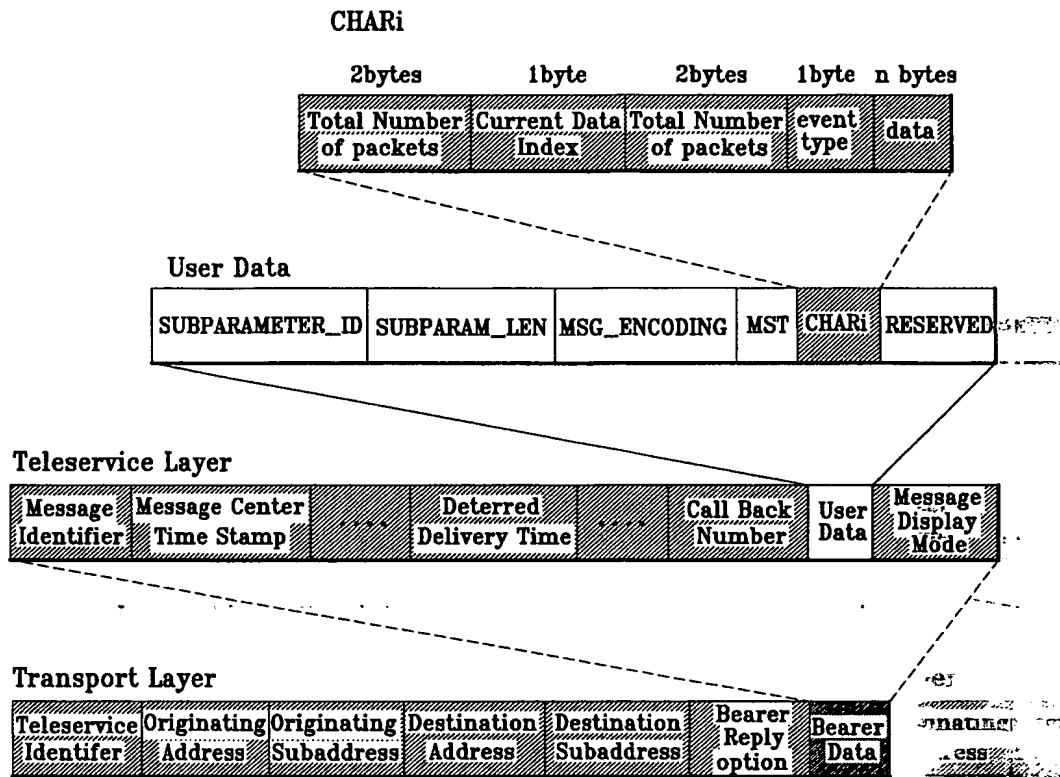 CHARi
2bytes 1byte 2bytes 1byte n bytes
Total Number of packets
Current Data Index
Total Number of packets
event type
data
User Data
SUBPARAMETER_ID SUBPARAM_LEN MSG_ENCODING MST CHARi RESERVED
Teleservice Layer
Message Identifier
Message Center Time Stamp
....
Deterred Delivery Time
....
Call Back Number
User Data
Message Display Mode
Transport Layer
Teleservice Identifer
Originating Address
Originating Subaddress
Destination Address
Destination Subaddress
Bearer Reply option
Bearer Data